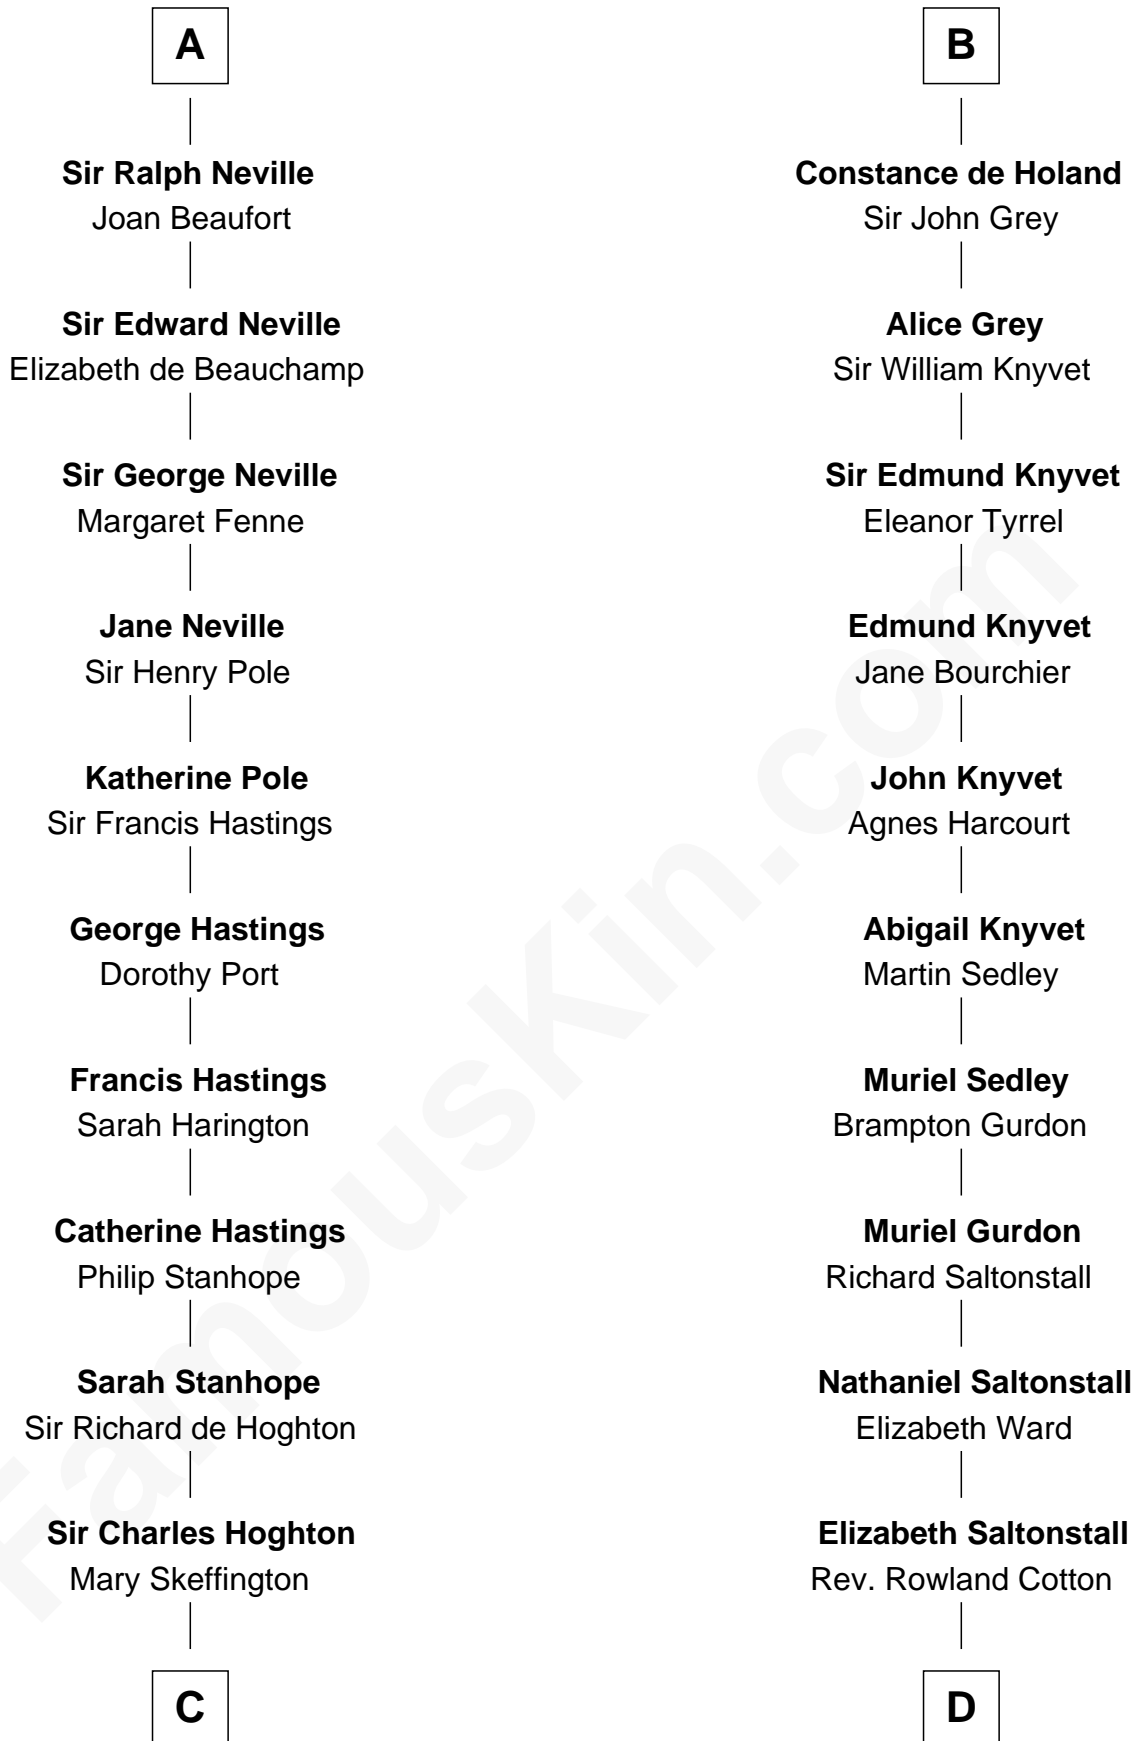 A
Sir Ralph Neville
Joan Beaufort
Sir Edward Neville
Elizabeth de Beauchamp
Sir George Neville
Margaret Fenne
Jane Neville
Sir Henry Pole
Katherine Pole
Sir Francis Hastings
George Hastings
Dorothy Port
Francis Hastings
Sarah Harington
Catherine Hastings
Philip Stanhope
Sarah Stanhope
Sir Richard de Hoghton
Sir Charles Hoghton
Mary Skeffington
C
B
Constance de Holand
Sir John Grey
Alice Grey
Sir William Knyvet
Sir Edmund Knyvet
Eleanor Tyrrel
Edmund Knyvet
Jane Bourchier
John Knyvet
Agnes Harcourt
Abigail Knyvet
Martin Sedley
Muriel Sedley
Brampton Gurdon
Muriel Gurdon
Richard Saltonstall
Nathaniel Saltonstall
Elizabeth Ward
Elizabeth Saltonstall
Rev. Rowland Cotton
D
FamousKin.com